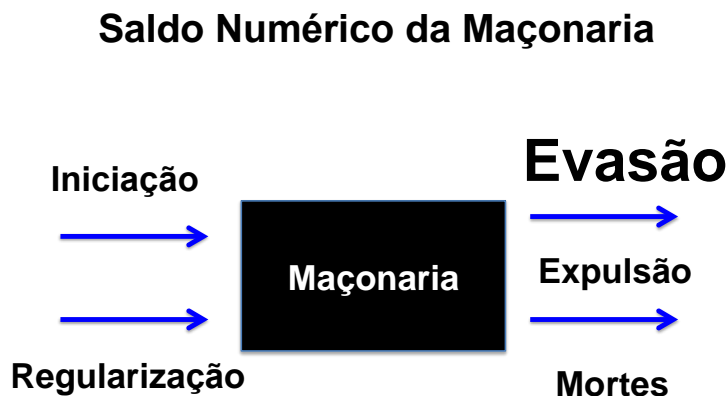 Saldo Numérico da Maçonaria
Iniciação
Regularização
Maçonaria
Evasão
Expulsão
Mortes